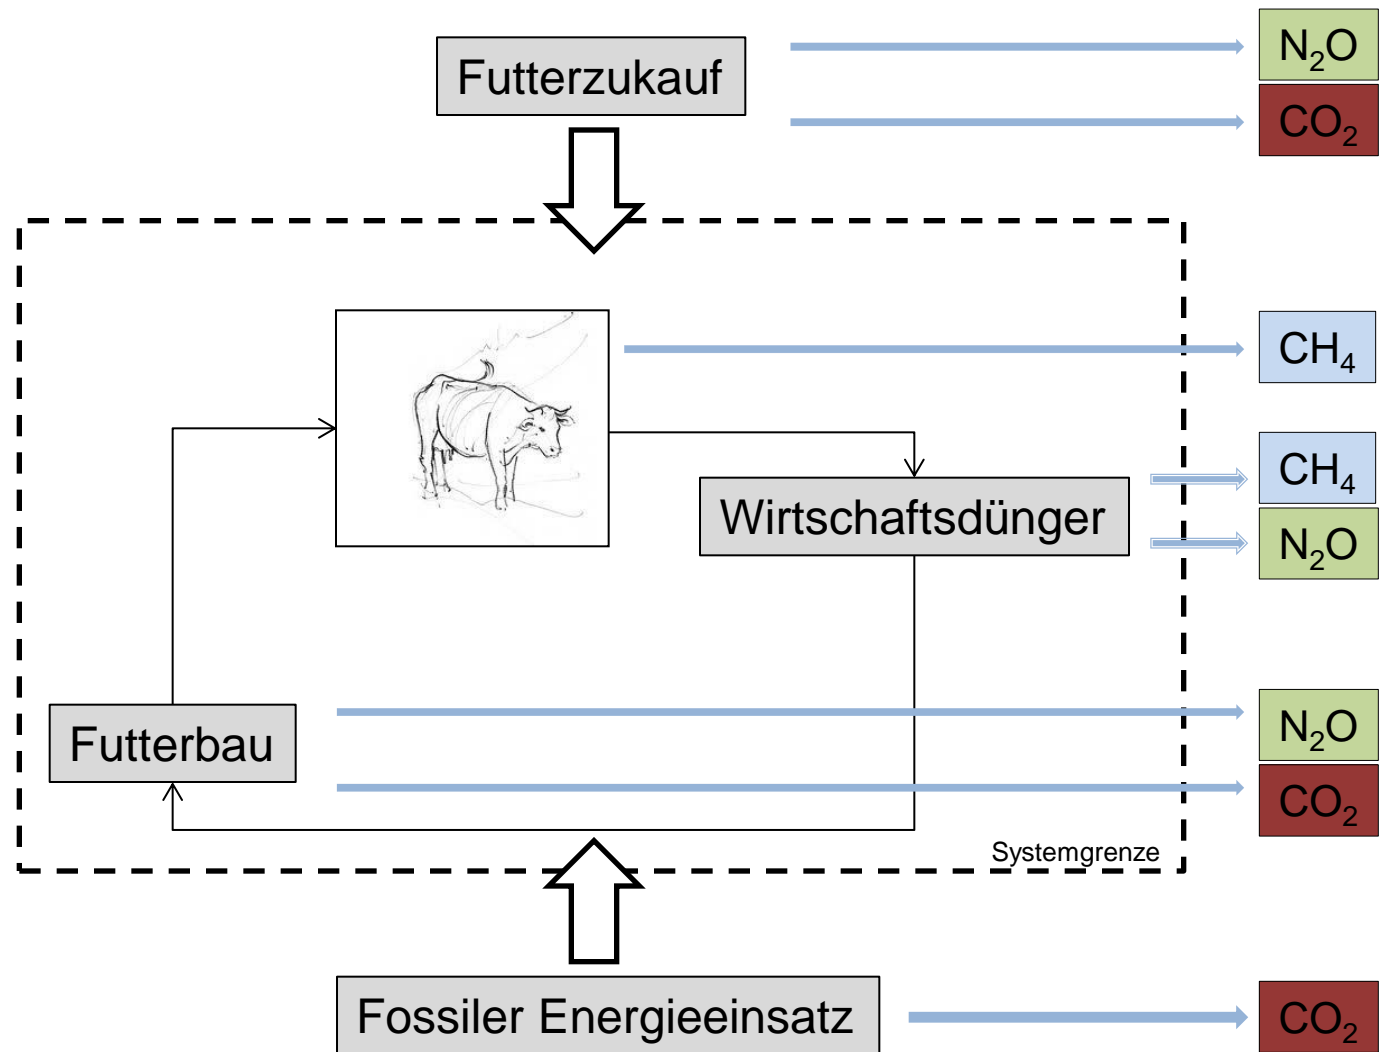 N₂O
Futterzukauf
CO₂
CH₄
CH₄
Wirtschaftsdünger
N₂O
N₂O
Futterbau
CO₂
Systemgrenze
Fossiler Energieeinsatz
CO₂